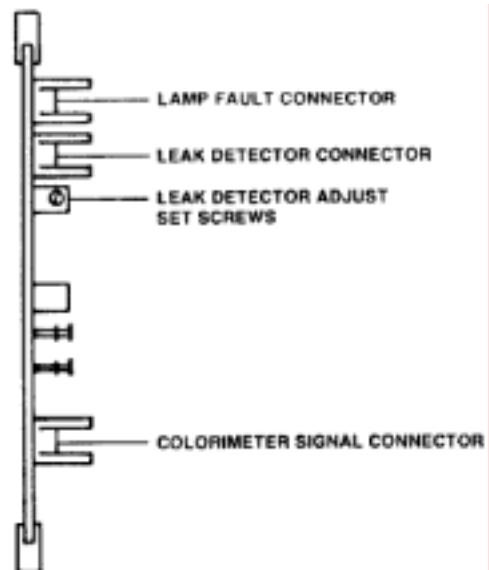 LAMP FAULT CONNECTOR
LEAK DETECTOR CONNECTOR
LEAK DETECTOR ADJUST
SET SCREWS
COLORIMETER SIGNAL CONNECTOR